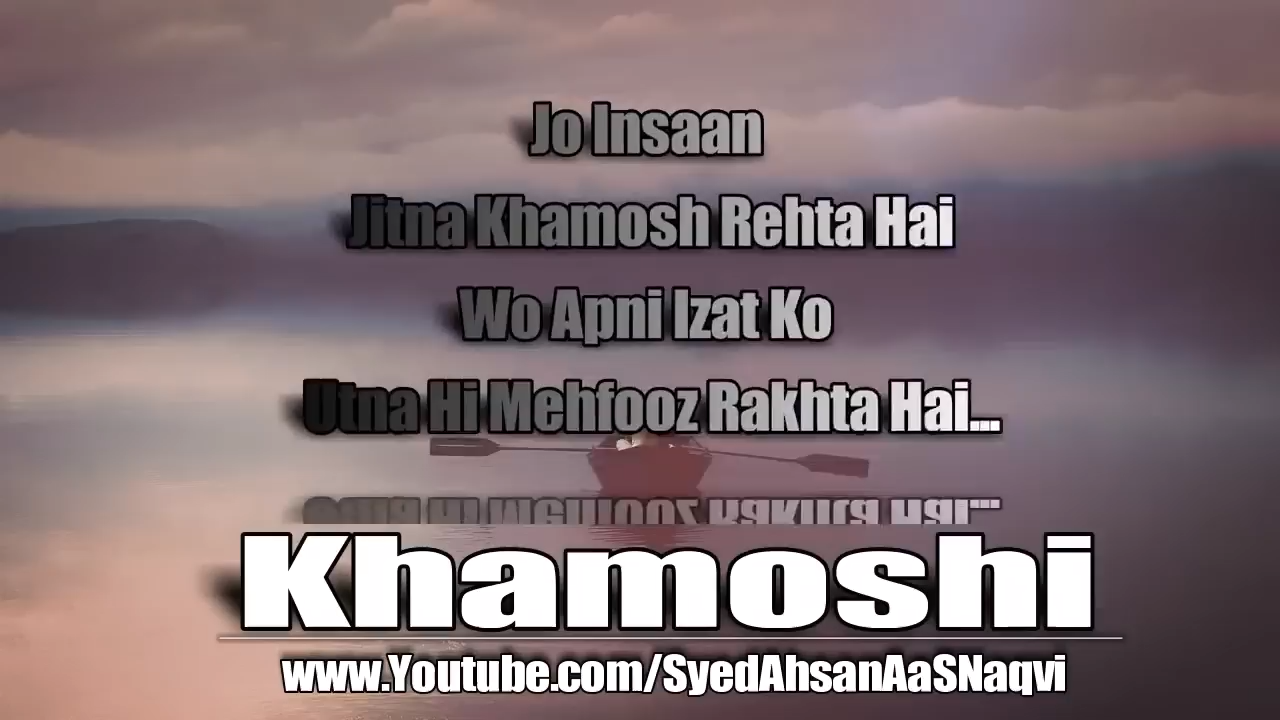 Jo Insaan
Jitna Khamosh Rehta Hai
Wo Apni Izat Ko
Utna Hi Mehfooz Rakhta Hai...
Khamoshi
www.Youtube.com/SyedAhsanAaSNaqvi